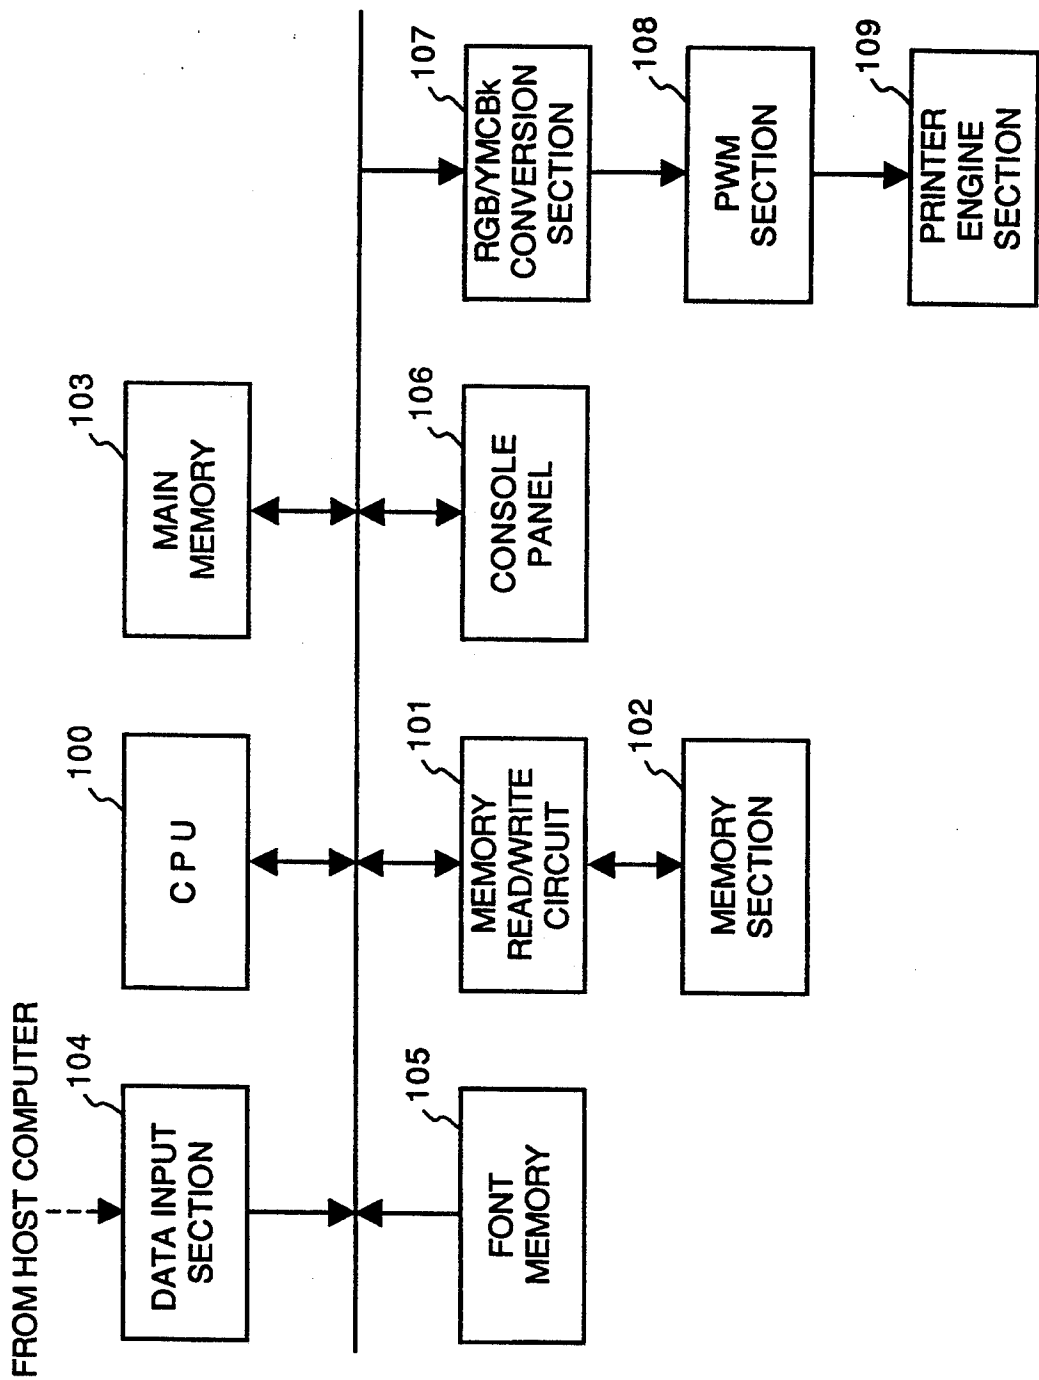 FROM HOST COMPUTER
104
DATA INPUT
SECTION
100
C P U
103
MAIN
MEMORY
105
FONT
MEMORY
101
MEMORY
READ/WRITE
CIRCUIT
102
MEMORY
SECTION
106
CONSOLE
PANEL
107
RGB/YMCBk
CONVERSION
SECTION
108
PWM
SECTION
109
PRINTER
ENGINE
SECTION